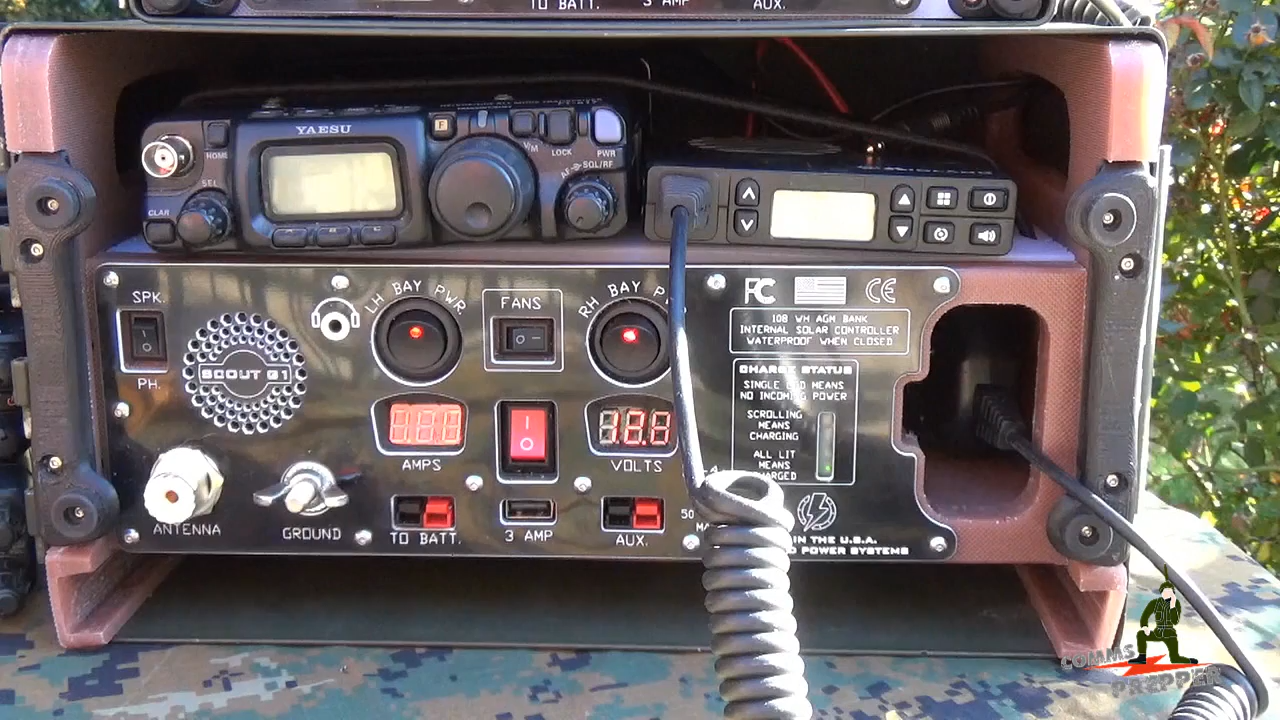 TO BATT.
3 AMP
AUX.
YAESU
HOME
F
V/M
LOCK
PWR
SEL
AF
SQL/RF
CLAR
SPK.
PH.
SCOUT G1
LH BAY PWR
FANS
RH BAY
FC
CE
108 WH AGM BANK
INTERNAL SOLAR CONTROLLER
WATERPROOF WHEN CLOSED
CHARGE STATUS
SINGLE LED MEANS
NO INCOMING POWER
SCROLLING
MEANS
CHARGING
ALL LIT
MEANS
CHARGED
AMPS
VOLTS
ANTENNA
GROUND
TO BATT.
3 AMP
AUX.
IN THE U.S.A.
POWER SYSTEMS
COMMS
PREPPER